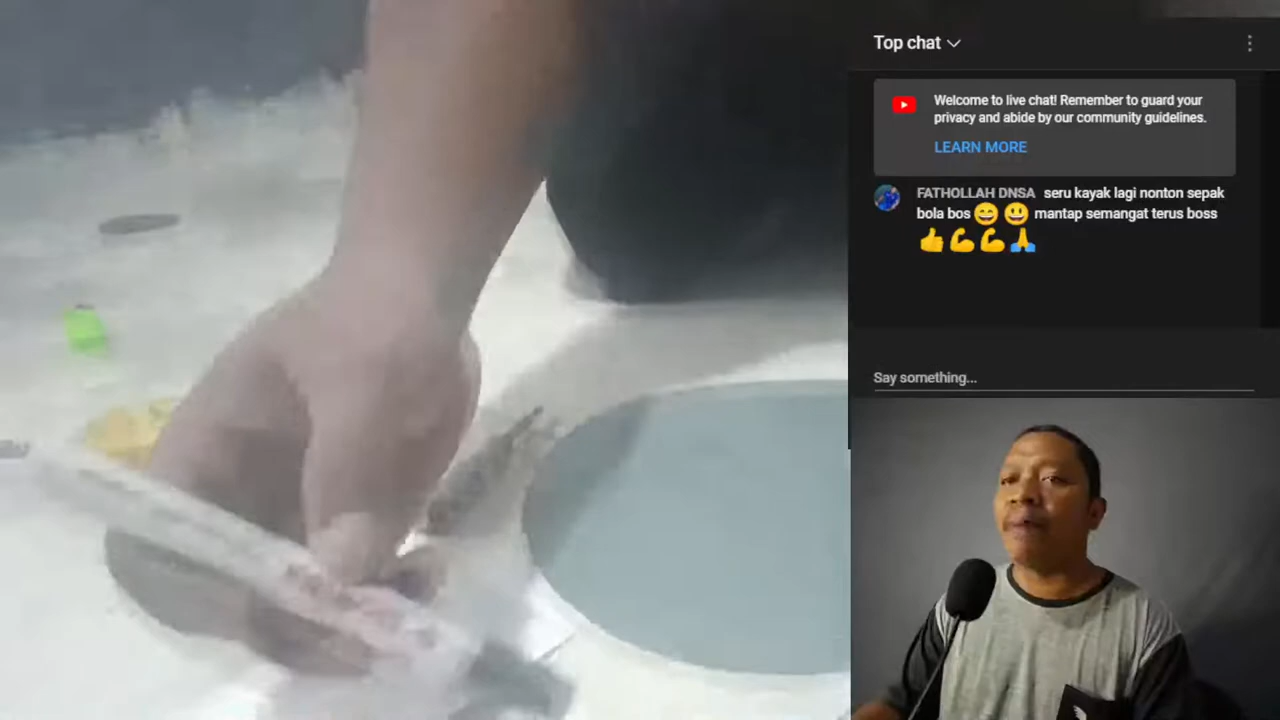 Top chat
Welcome to live chat! Remember to guard your
privacy and abide by our community guidelines.
LEARN MORE
FATHOLLAH DNSA seru kayak lagi nonton sepak
bola bos 😄 😃 mantap semangat terus boss
👍💪💪🙏
Say something...